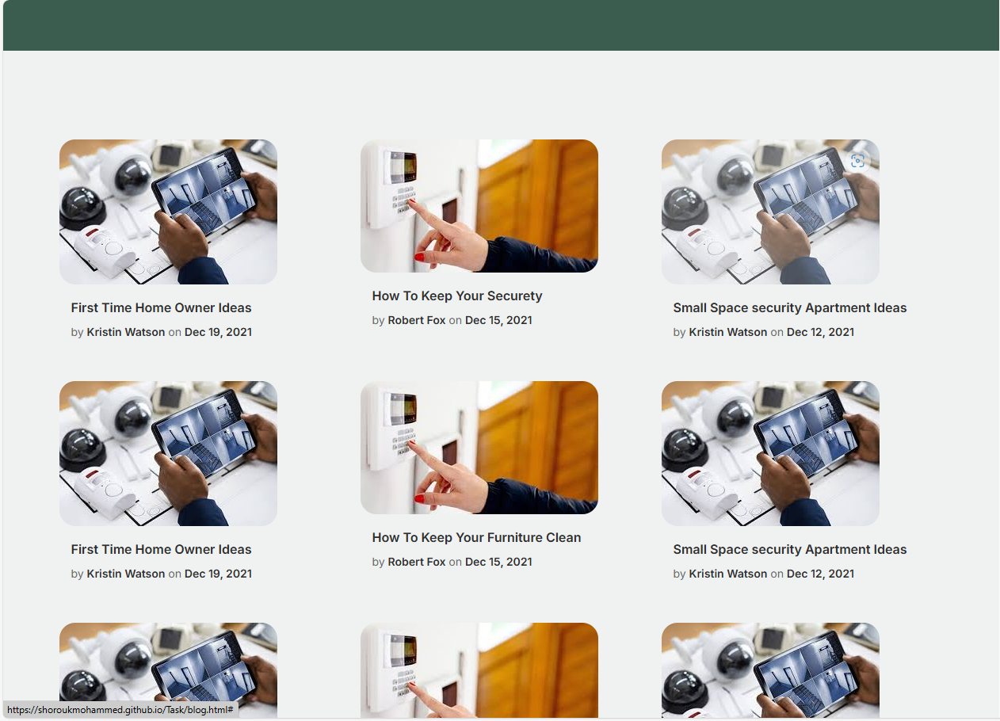 First Time Home Owner Ideas
by Kristin Watson on Dec 19, 2021
How To Keep Your Securety
by Robert Fox on Dec 15, 2021
Small Space security Apartment Ideas
by Kristin Watson on Dec 12, 2021
First Time Home Owner Ideas
by Kristin Watson on Dec 19, 2021
How To Keep Your Furniture Clean
by Robert Fox on Dec 15, 2021
Small Space security Apartment Ideas
by Kristin Watson on Dec 12, 2021
https://shoroukmohammed.github.io/Task/blog.html#